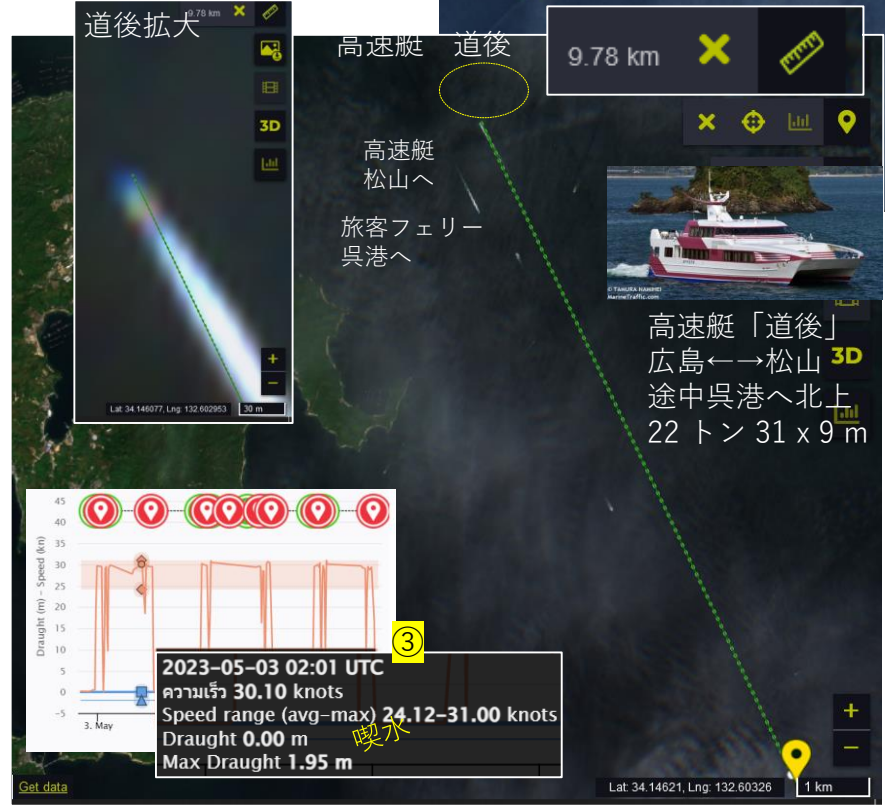 道後拡大
9.78 km
3D
Lat: 34.146077, Lng: 132.602953
30 m
高速艇 道後
9.78 km
高速艇
松山へ
旅客フェリー
呉港へ
© TAMURA NANIHEI
MarineTraffic.com
高速艇「道後」
広島←→松山
3D
途中呉港へ北上
22 トン 31 x 9 m
Draught (m) – Speed (kn)
45
40
35
30
25
20
15
10
5
0
−5
3. May
③
2023–05–03 02:01 UTC
ความเร็ว 30.10 knots
Speed range (avg–max) 24.12–31.00 knots
Draught 0.00 m
喫水
Max Draught 1.95 m
Get data
Lat: 34.14621, Lng: 132.60326
1 km